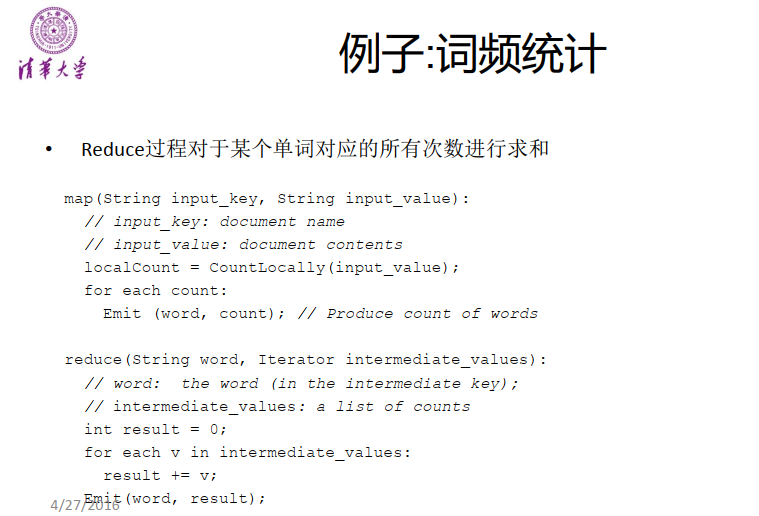 清华大学
例子:词频统计
• Reduce过程对于某个单词对应的所有次数进行求和
map(String input_key, String input_value):
// input_key: document name
// input_value: document contents
localCount = CountLocally(input_value);
for each count:
Emit (word, count); // Produce count of words
reduce(String word, Iterator intermediate_values):
// word:  the word (in the intermediate key);
// intermediate_values: a list of counts
int result = 0;
for each v in intermediate_values:
result += v;
Emit(word, result);
4/27/2016